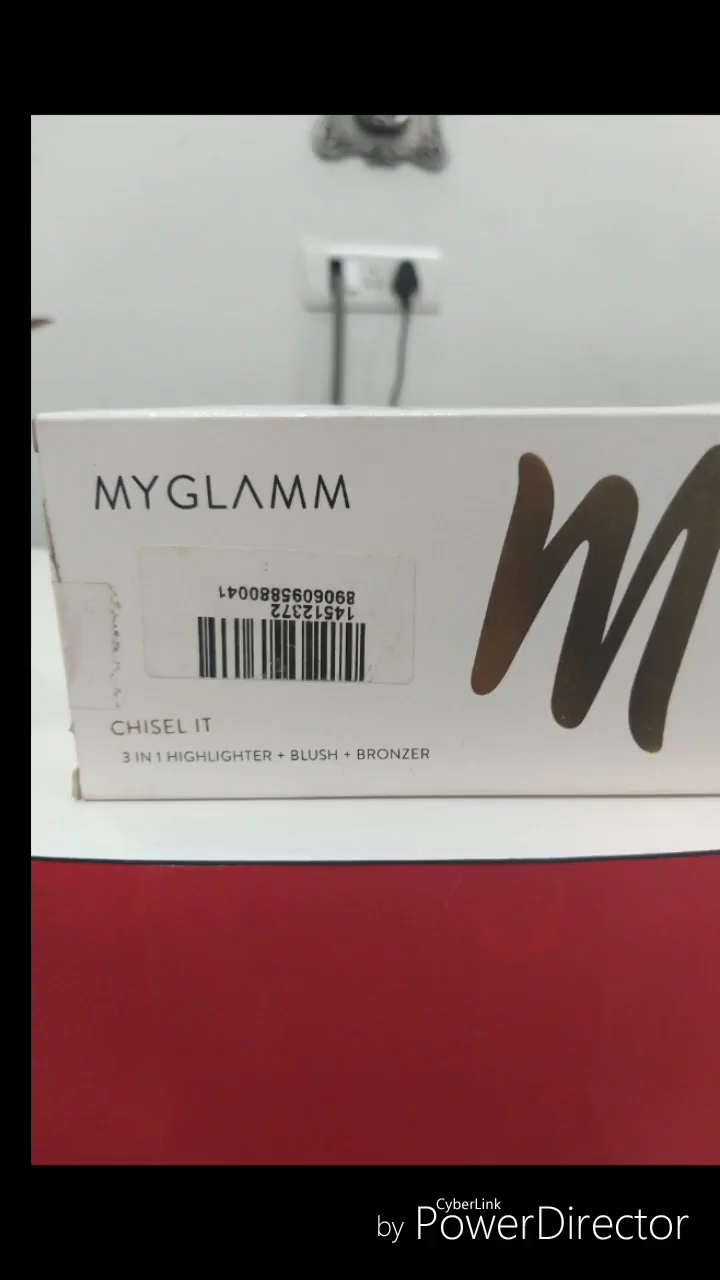 MYGLAMM
8906095880041
14512372
CHISEL IT
3 IN 1 HIGHLIGHTER + BLUSH + BRONZER
by CyberLink PowerDirector